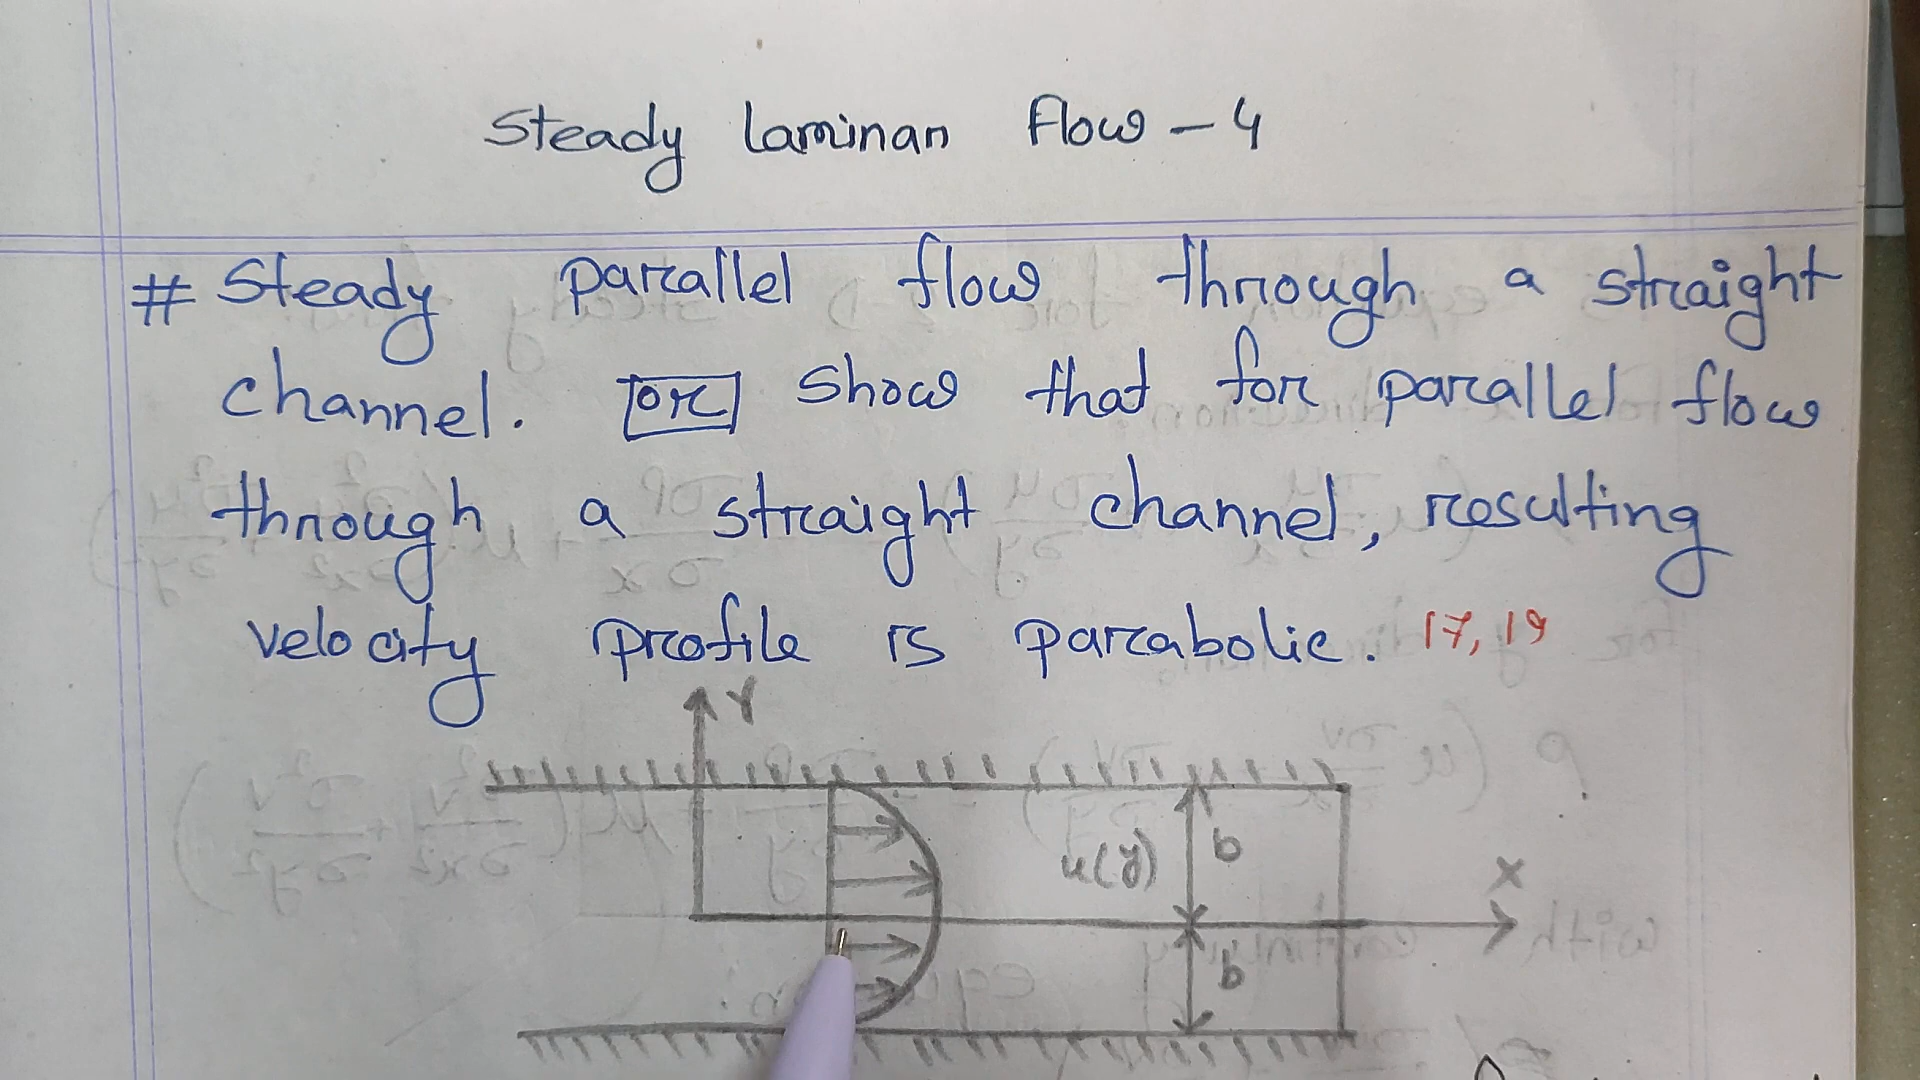 Steady laminan flow - 4
# Steady parallel flow through a straight
channel. or Show that for parallel flow
through a straight channel, resulting
velocity profile is parabolic. 17, 19
Y
u(y)
b
X
b